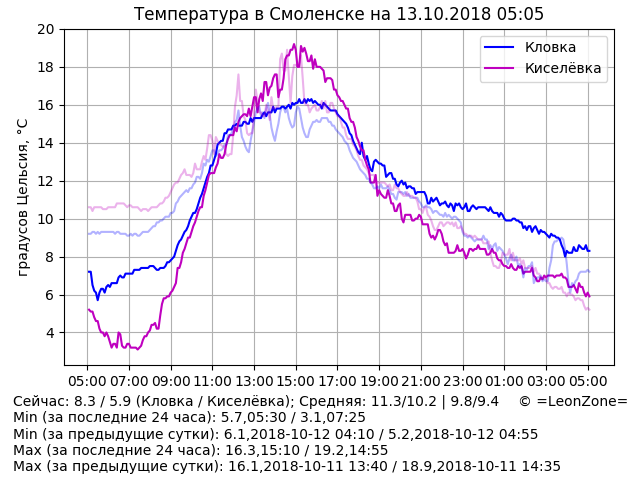 Температура в Смоленске на 13.10.2018 05:05
20
18
16
14
12
10
8
6
4
градусов Цельсия, °C
Кловка
Киселёвка
05:00 07:00 09:00 11:00 13:00 15:00 17:00 19:00 21:00 23:00 01:00 03:00 05:00
Сейчас: 8.3 / 5.9 (Кловка / Киселёвка); Средняя: 11.3/10.2 | 9.8/9.4 © =LeonZone=
Min (за последние 24 часа): 5.7,05:30 / 3.1,07:25
Min (за предыдущие сутки): 6.1,2018-10-12 04:10 / 5.2,2018-10-12 04:55
Max (за последние 24 часа): 16.3,15:10 / 19.2,14:55
Max (за предыдущие сутки): 16.1,2018-10-11 13:40 / 18.9,2018-10-11 14:35